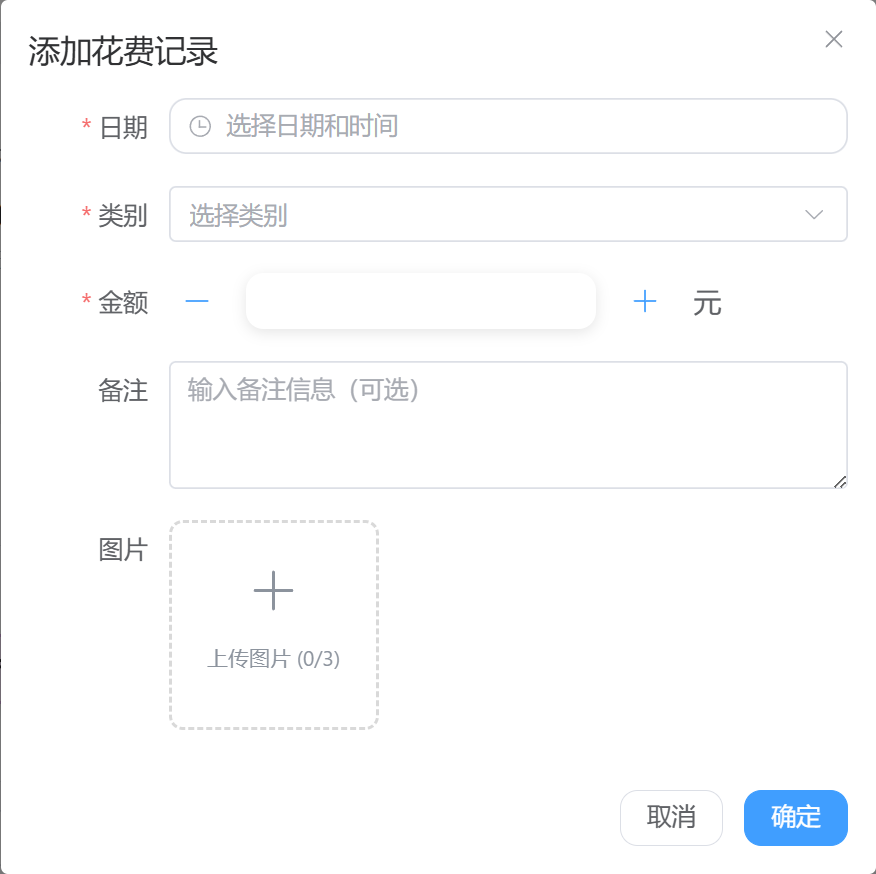 添加花费记录
* 日期 选择日期和时间
* 类别 选择类别
* 金额 元
备注 输入备注信息（可选）
图片
上传图片 (0/3)
取消 确定